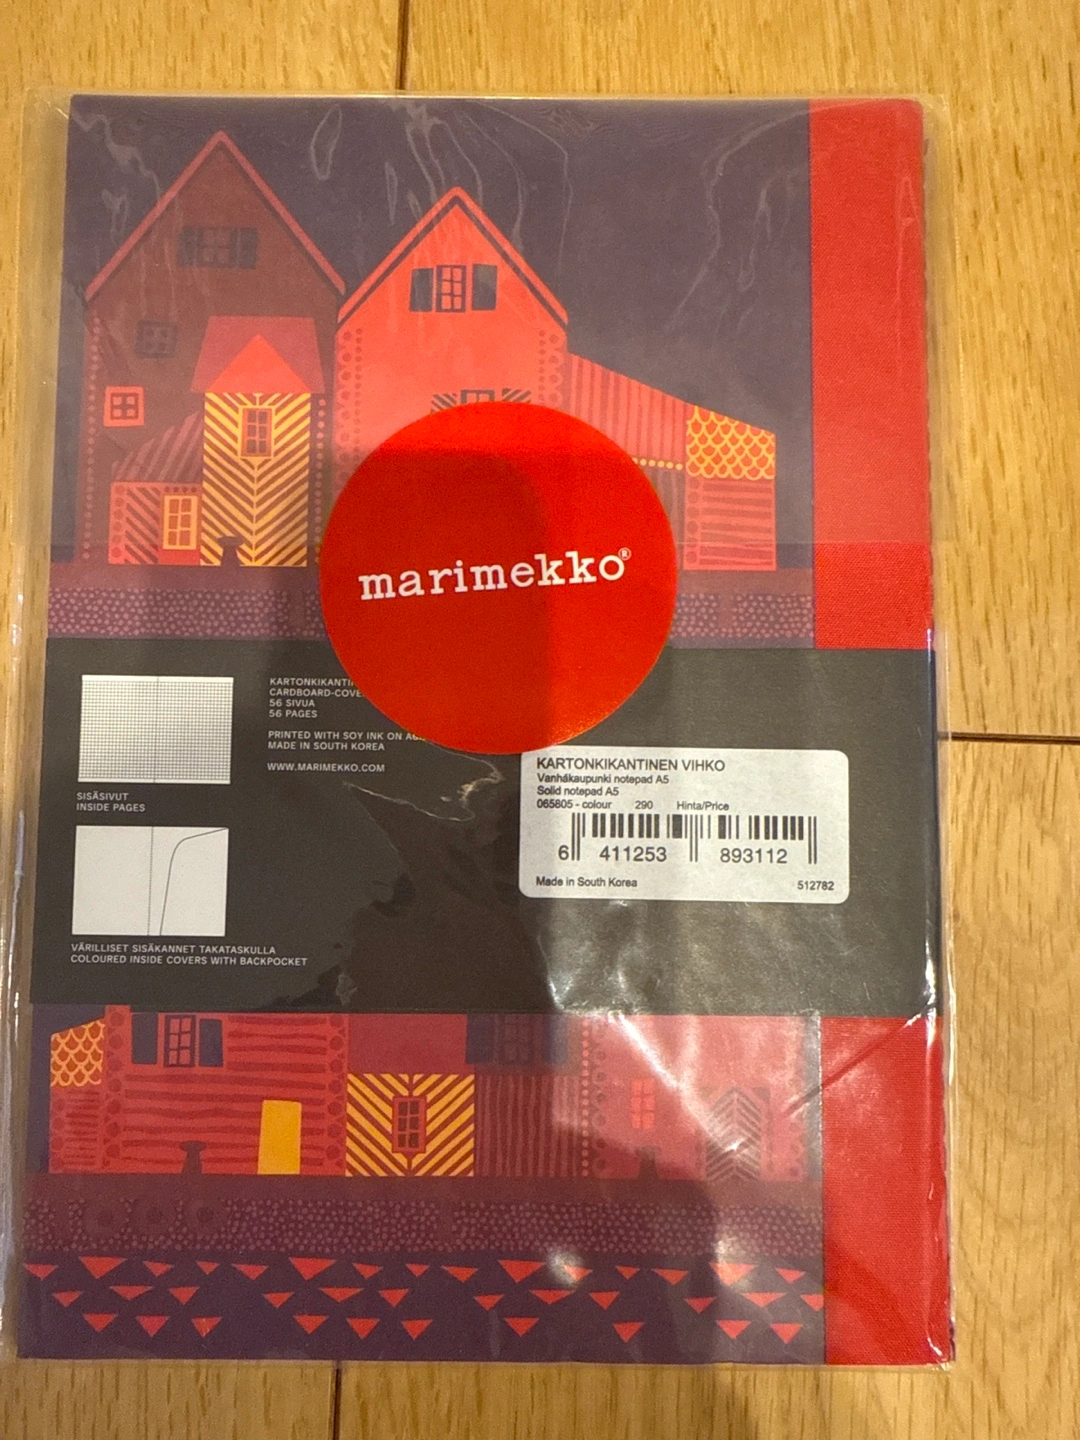 marimekko®
KARTONKIKANTI
CARDBOARD-COVE
56 SIVUA
56 PAGES
PRINTED WITH SOY INK ON
MADE IN SOUTH KOREA
WWW.MARIMEKKO.COM
SISÄSIVUT
INSIDE PAGES
VÄRILLISET SISÄKANNET TAKATASKULLA
COLOURED INSIDE COVERS WITH BACKPOCKET
KARTONKIKANTINEN VIHKO
Vanhakaupunki notepad A5
Solid notepad A5
065805 - colour 290 Hinta/Price
6 411253 893112
Made in South Korea 512782